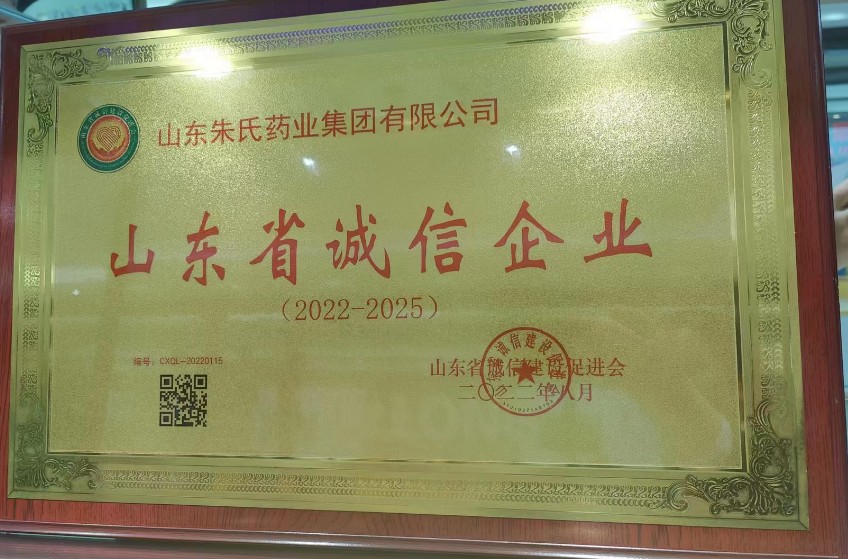 山东朱氏药业集团有限公司
山东省诚信企业
（2022-2025）
编号：CXQL-20220115
山东省诚信建设促进会
二〇二二年八月